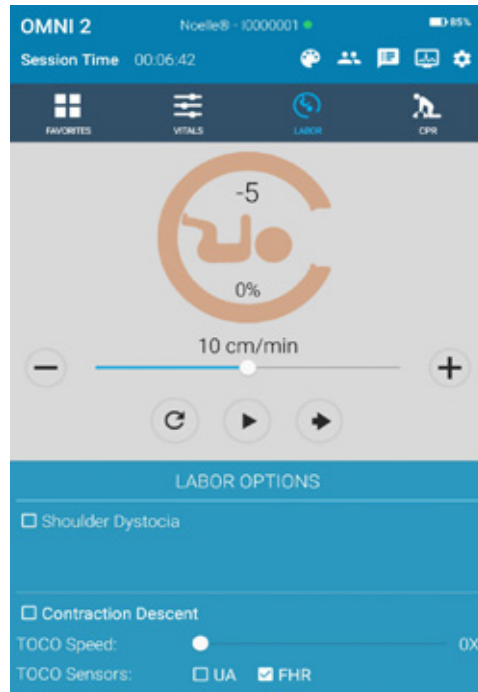 OMNI 2 Noelle® - I0000001 85%
Session Time 00:06:42
FAVORITES VITALS LABOR CPR
-5
0%
10 cm/min
LABOR OPTIONS
Shoulder Dystocia
Contraction Descent
TOCO Speed: 0X
TOCO Sensors: UA FHR